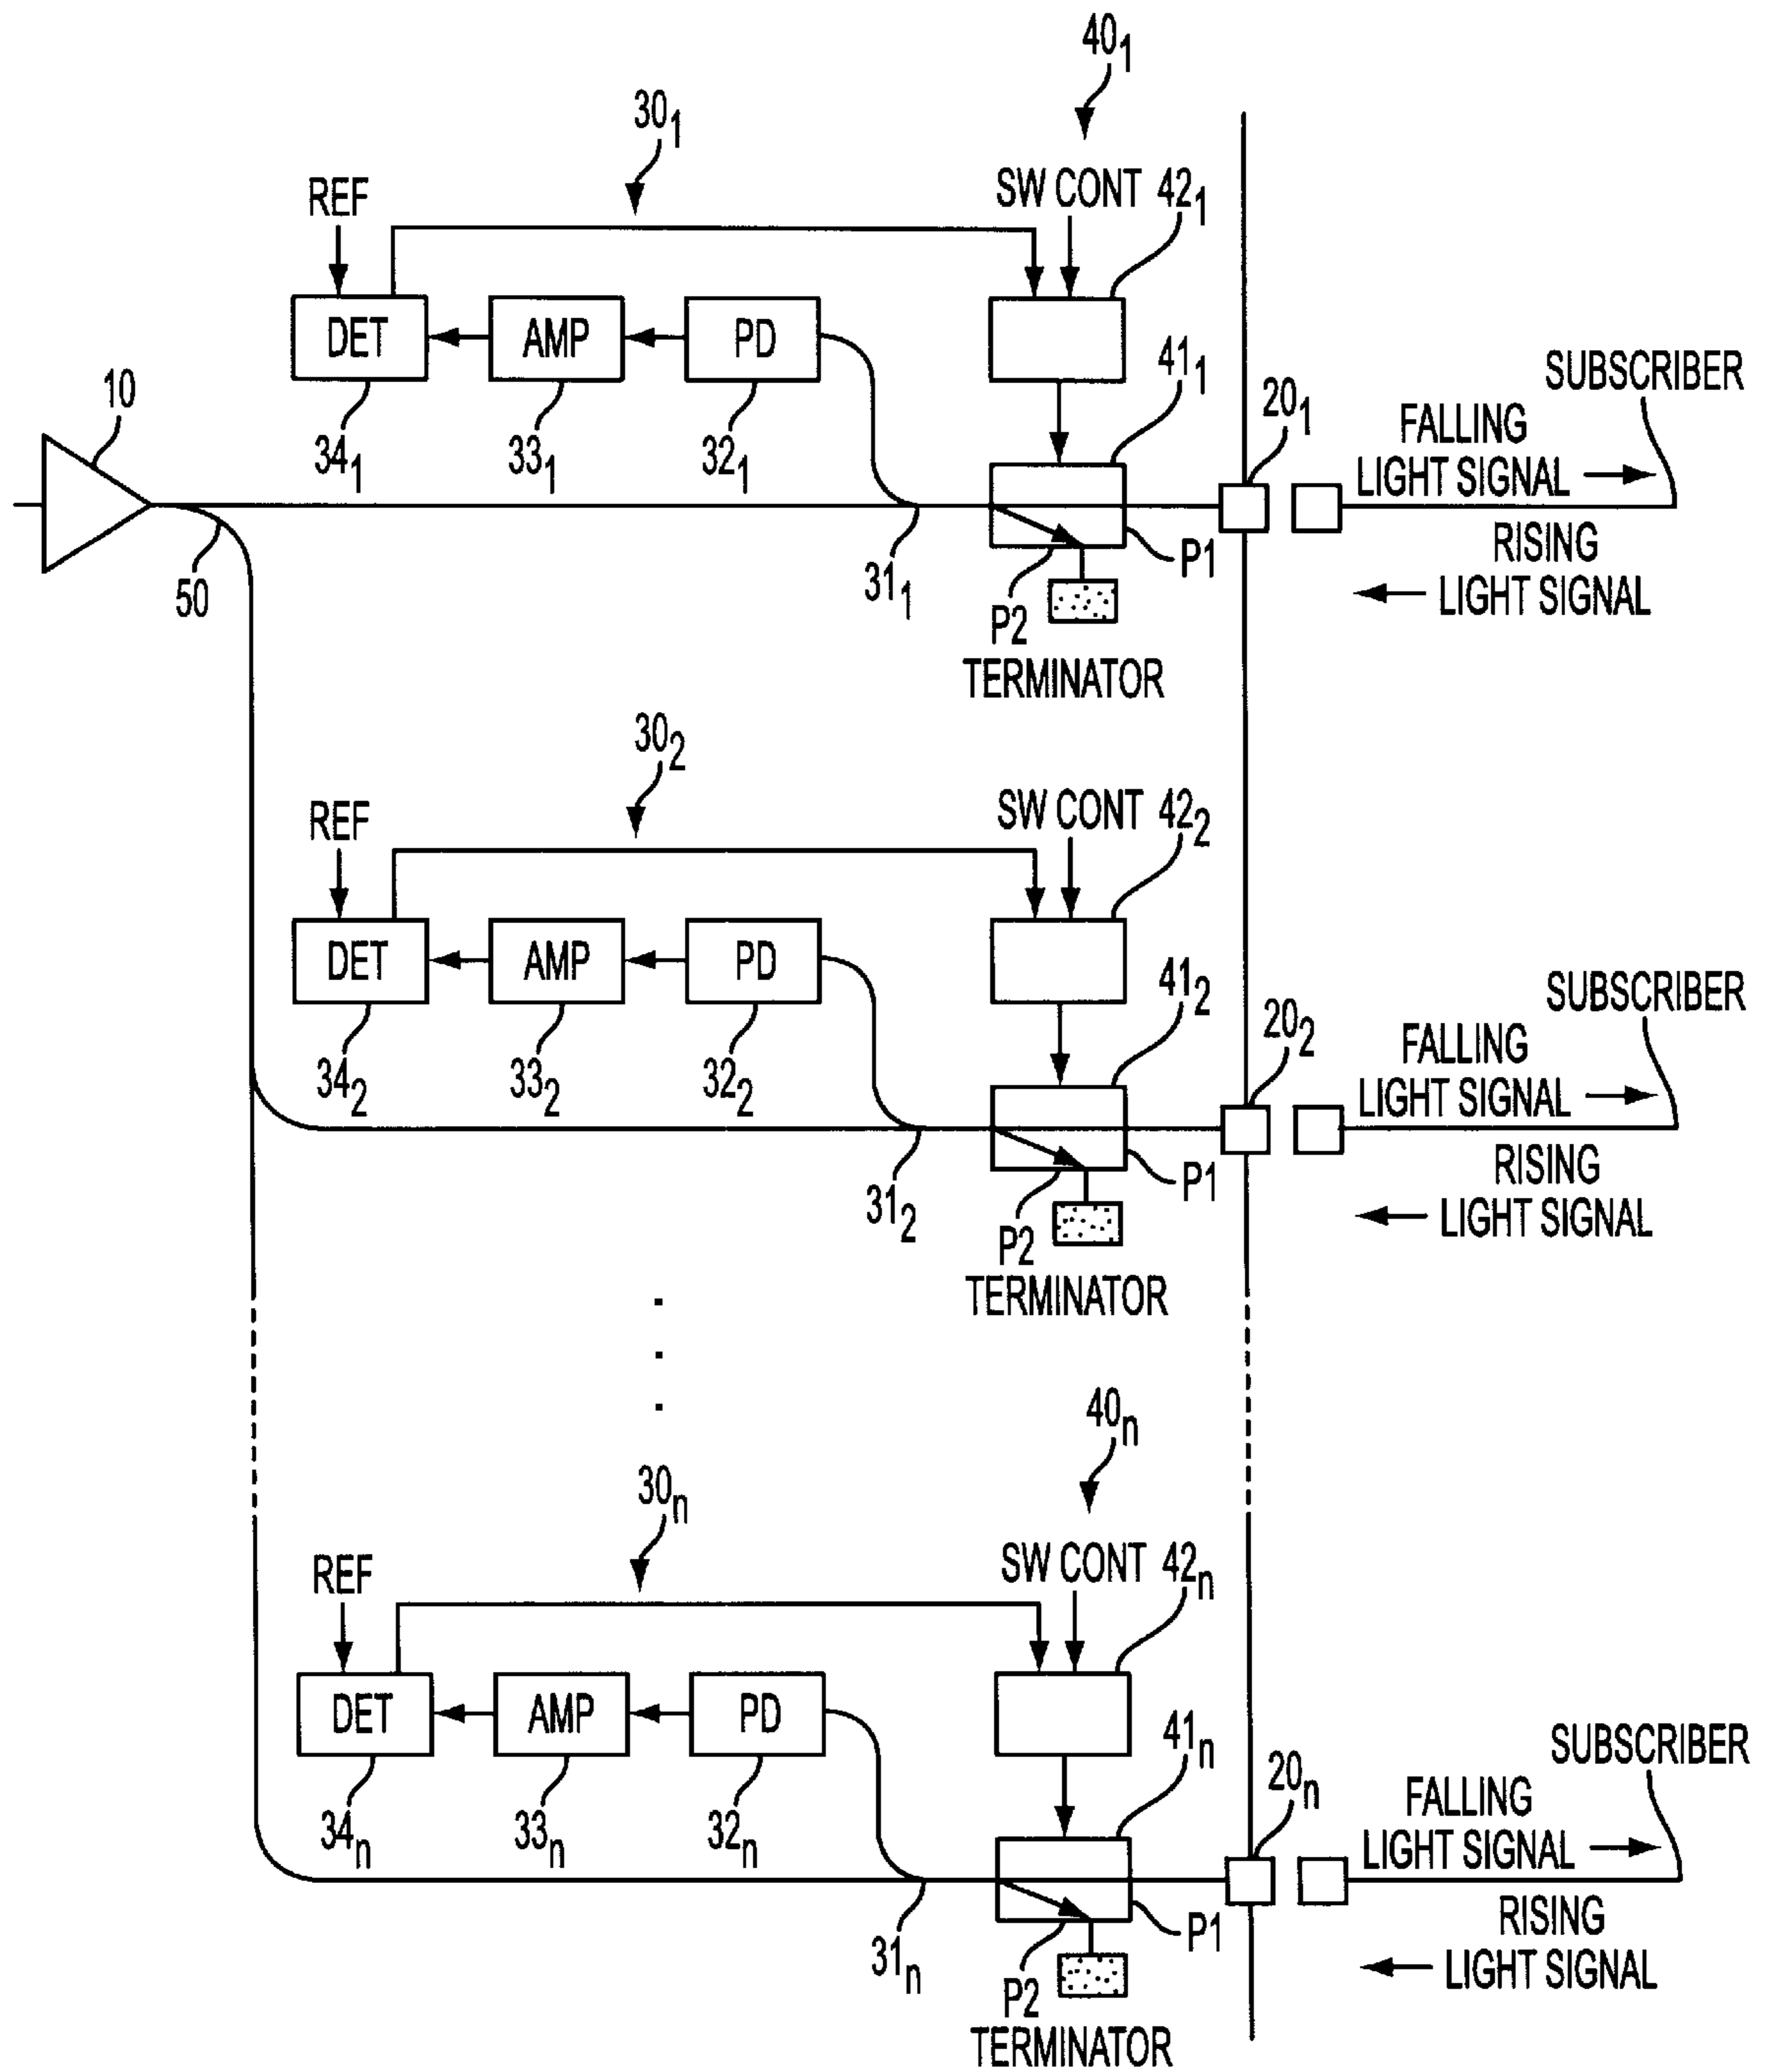 40₁
30₁
REF
SW CONT 42₁
DET
AMP
PD
41₁
SUBSCRIBER
10
20₁
FALLING
LIGHT SIGNAL
34₁
33₁
32₁
50
31₁
P2
P1
RISING
LIGHT SIGNAL
TERMINATOR
30₂
REF
SW CONT 42₂
DET
AMP
PD
41₂
SUBSCRIBER
20₂
FALLING
LIGHT SIGNAL
34₂
33₂
32₂
31₂
P2
P1
RISING
LIGHT SIGNAL
TERMINATOR
. . .
40ₙ
30ₙ
REF
SW CONT 42ₙ
DET
AMP
PD
41ₙ
SUBSCRIBER
20ₙ
FALLING
LIGHT SIGNAL
34ₙ
33ₙ
32ₙ
31ₙ
P2
P1
RISING
LIGHT SIGNAL
TERMINATOR